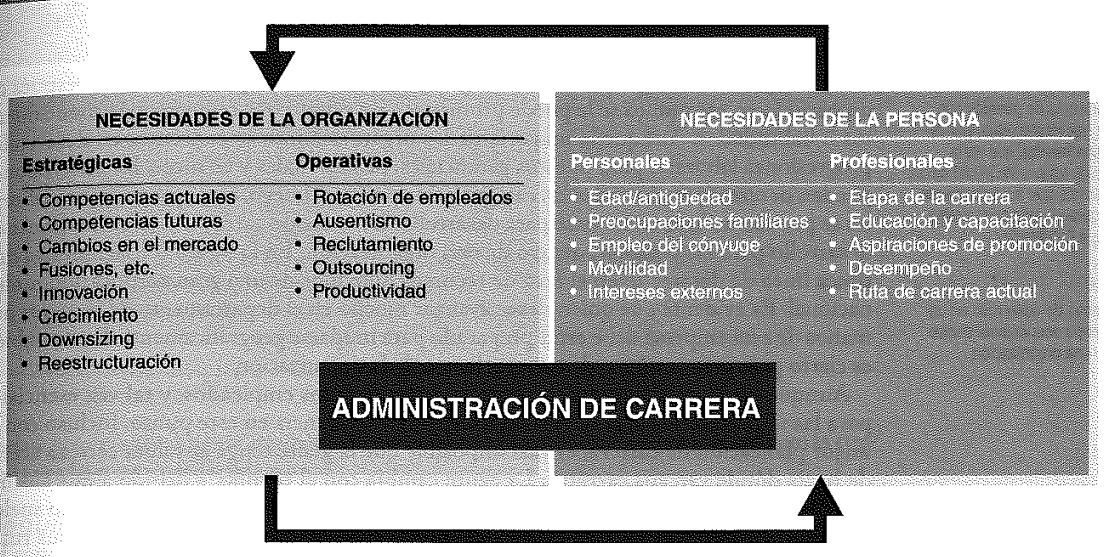 NECESIDADES DE LA ORGANIZACIÓN
Estratégicas
• Competencias actuales
• Competencias futuras
• Cambios en el mercado
• Fusiones, etc.
• Innovación
• Crecimiento
• Downsizing
• Reestructuración
Operativas
• Rotación de empleados
• Ausentismo
• Reclutamiento
• Outsourcing
• Productividad
NECESIDADES DE LA PERSONA
Personales
• Edad/antigüedad
• Preocupaciones familiares
• Empleo del cónyuge
• Movilidad
• Intereses externos
Profesionales
• Etapa de la carrera
• Educación y capacitación
• Aspiraciones de promoción
• Desempeño
• Ruta de carrera actual
ADMINISTRACIÓN DE CARRERA